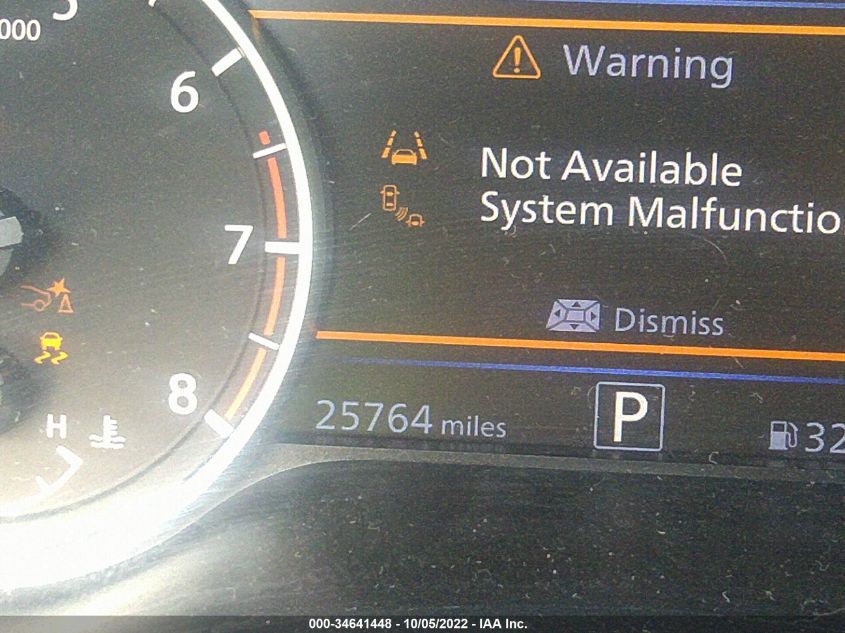 5
000
6
7
8
H
Warning
Not Available
System Malfunctio
Dismiss
25764 miles
P
32
000-34641448 - 10/05/2022 - IAA Inc.